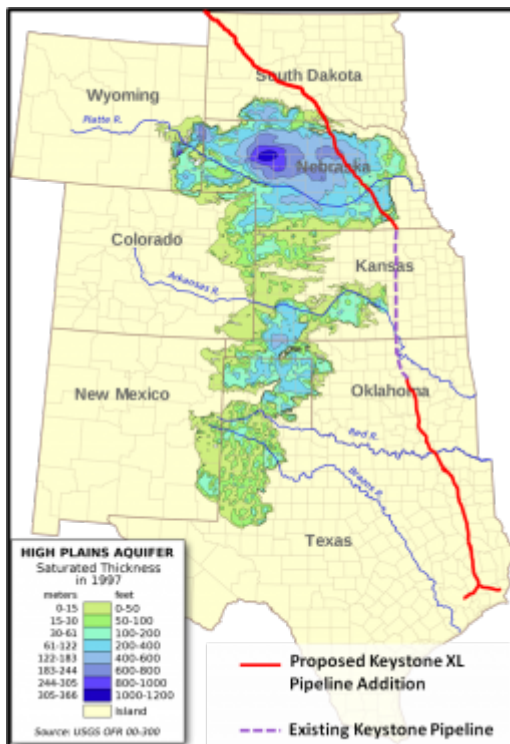 South Dakota
Wyoming
Platte R.
Nebraska
Colorado
Kansas
Arkansas R.
New Mexico
Oklahoma
Red R.
Brazos R.
Texas
HIGH PLAINS AQUIFER
Saturated Thickness
in 1997
meters feet
0-15 0-50
15-30 50-100
30-61 100-200
61-122 200-400
122-183 400-600
183-244 600-800
244-305 800-1000
305-366 1000-1200
Island
Source: USGS OFR 00-300
Proposed Keystone XL
Pipeline Addition
Existing Keystone Pipeline